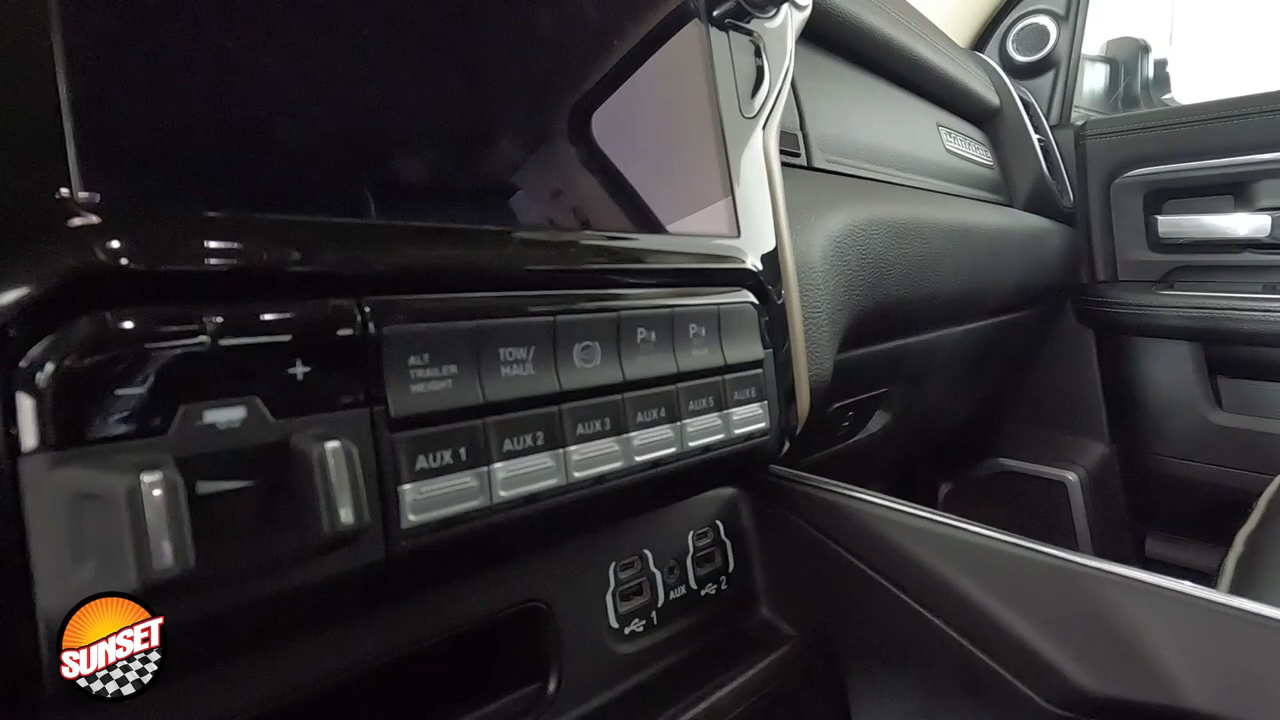 LARAMIE
+
ALT
TRAILER
HEIGHT
TOW/
HAUL
P
P
AUX 1
AUX 2
AUX 3
AUX 4
AUX 5
AUX 6
1
AUX
2
SUNSET